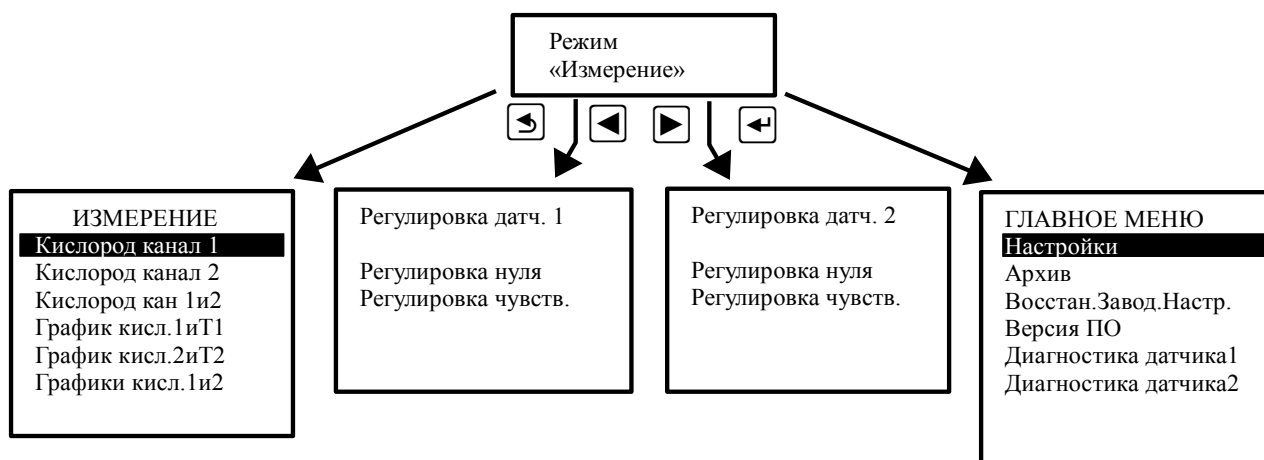 Режим
«Измерение»
ИЗМЕРЕНИЕ
Кислород канал 1
Кислород канал 2
Кислород кан 1и2
График кисл.1иТ1
График кисл.2иТ2
Графики кисл.1и2
Регулировка датч. 1
Регулировка нуля
Регулировка чувств.
Регулировка датч. 2
Регулировка нуля
Регулировка чувств.
ГЛАВНОЕ МЕНЮ
Настройки
Архив
Восстан.Завод.Настр.
Версия ПО
Диагностика датчика1
Диагностика датчика2